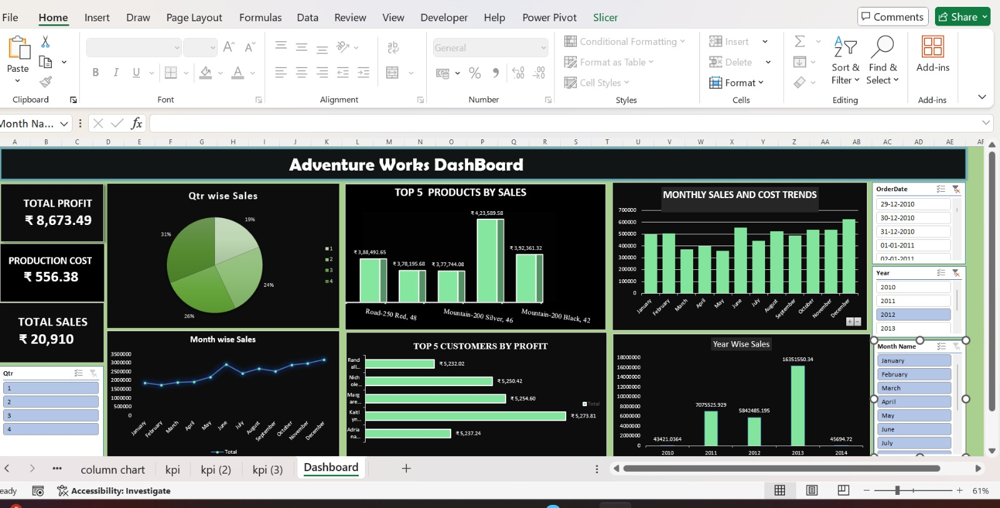 File Home Insert Draw Page Layout Formulas Data Review View Developer Help Power Pivot Slicer Comments Share
Paste
Clipboard
B I U A
Font
ab
Alignment
General
% 9
.00
Number
Conditional Formatting
Format as Table
Cell Styles
Styles
Insert
Delete
Format
Cells
Sort & Filter
Find & Select
Editing
Add-ins
Add-ins
Month Na...
fx
A B C D E F G H I J K L M N O P Q R S T U V W X Y Z AA AB AC AD AE AF
Adventure Works DashBoard
TOTAL PROFIT
₹ 8,673.49
PRODUCTION COST
₹ 556.38
TOTAL SALES
₹ 20,910
Qtr
1
2
3
4
Qtr wise Sales
19%
24%
26%
31%
1
2
3
4
Month wise Sales
3500000
3000000
2500000
2000000
1500000
1000000
500000
0
January February March April May June July August September October November December
Total
TOP 5 PRODUCTS BY SALES
₹ 3,88,492.65
₹ 3,78,195.68
₹ 3,77,744.08
₹ 4,23,589.58
₹ 3,92,361.32
Road-250 Red, 48
Mountain-200 Silver, 46
Mountain-200 Black, 42
TOP 5 CUSTOMERS BY PROFIT
Rand all... ₹ 5,232.02
Nich ole... ₹ 5,250.42
Marg are... ₹ 5,254.60
Kaitl yn... ₹ 5,273.81
Adria na... ₹ 5,237.24
Total
MONTHLY SALES AND COST TRENDS
700000
600000
500000
400000
300000
200000
100000
0
January February March April May June July August September October November December
Year Wise Sales
18000000
16000000
14000000
12000000
10000000
8000000
6000000
4000000
2000000
0
43421.0364
7075525.929
5842485.195
16351550.34
45694.72
2010 2011 2012 2013 2014
OrderDate
29-12-2010
30-12-2010
31-12-2010
01-01-2011
02-01-2011
Year
2010
2011
2012
2013
Month Name
January
February
March
April
May
June
July
column chart kpi kpi (2) kpi (3) Dashboard
Accessibility: Investigate
61%